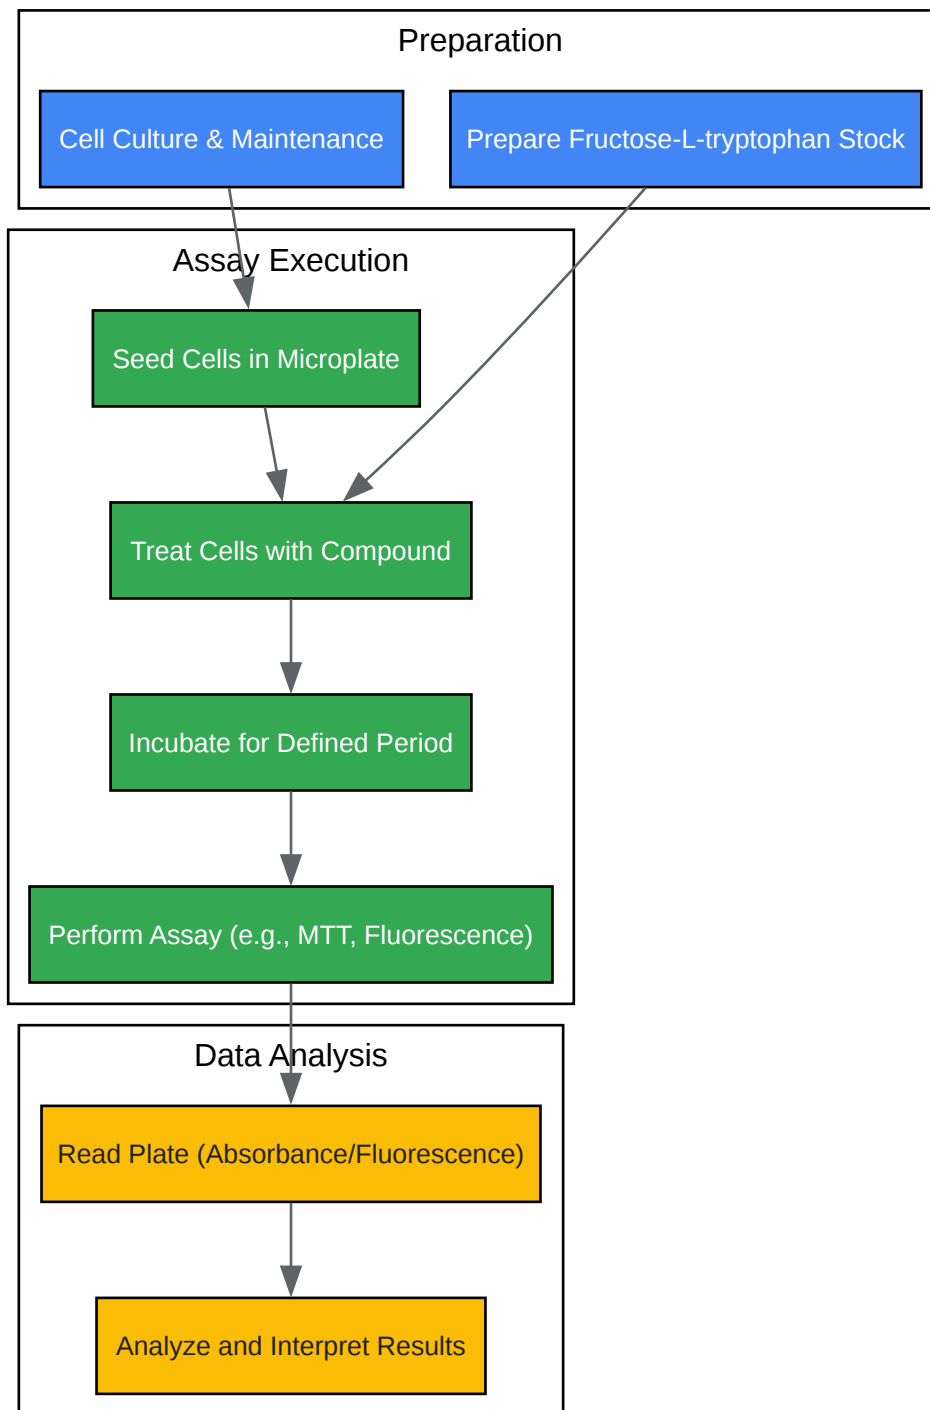 Preparation
Cell Culture & Maintenance
Prepare Fructose-L-tryptophan Stock
Assay Execution
Seed Cells in Microplate
Treat Cells with Compound
Incubate for Defined Period
Perform Assay (e.g., MTT, Fluorescence)
Data Analysis
Read Plate (Absorbance/Fluorescence)
Analyze and Interpret Results